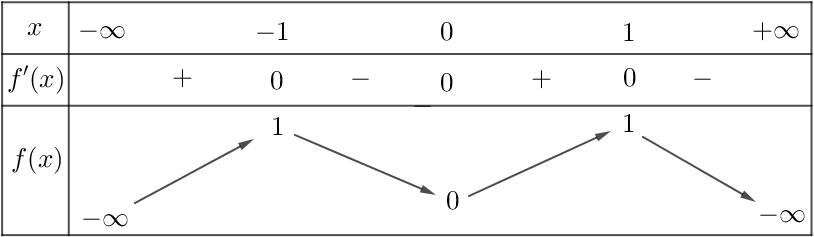 x −∞ −1 0 1 +∞
f′(x) + 0 − 0 + 0 −
1 1
f(x)
0
−∞ −∞